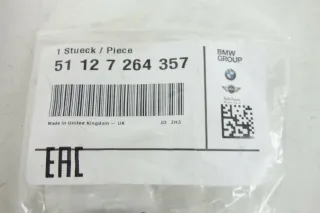 1 Stueck / Piece
51 12 7 264 357
BMW
GROUP
Made in United Kingdom - UK
EAC